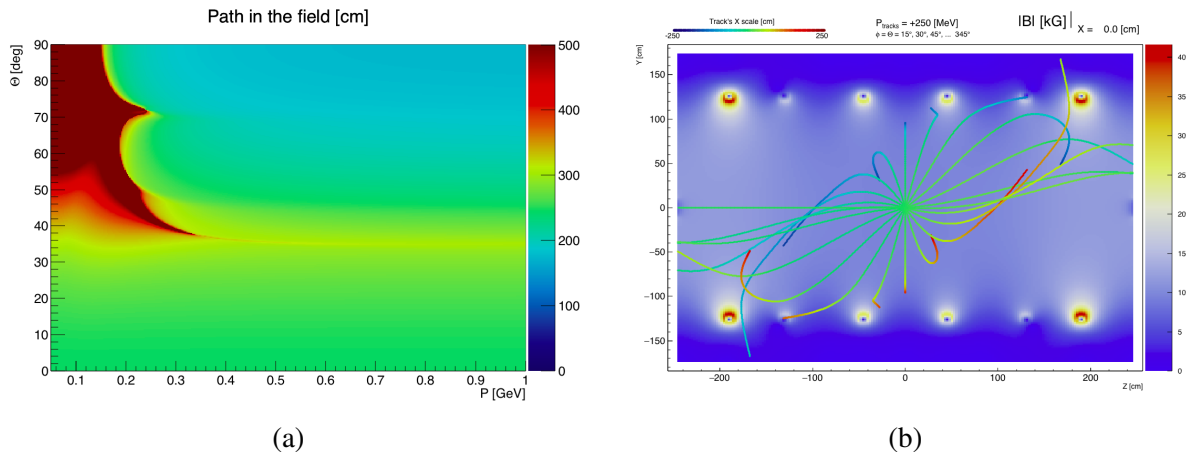 Path in the field [cm]
Θ [deg]
90
80
70
60
50
40
30
20
10
0
0.1 0.2 0.3 0.4 0.5 0.6 0.7 0.8 0.9 1
P [GeV]
500
400
300
200
100
0
(a)
Track's X scale [cm]
-250 250
P tracks = +250 [MeV]
ϕ = Θ = 15°, 30°, 45°, ... 345°
|B| [kG]
X = 0.0 [cm]
Y [cm]
150
100
50
0
−50
−100
−150
−200 −100 0 100 200
Z [cm]
40
35
30
25
20
15
10
5
0
(b)